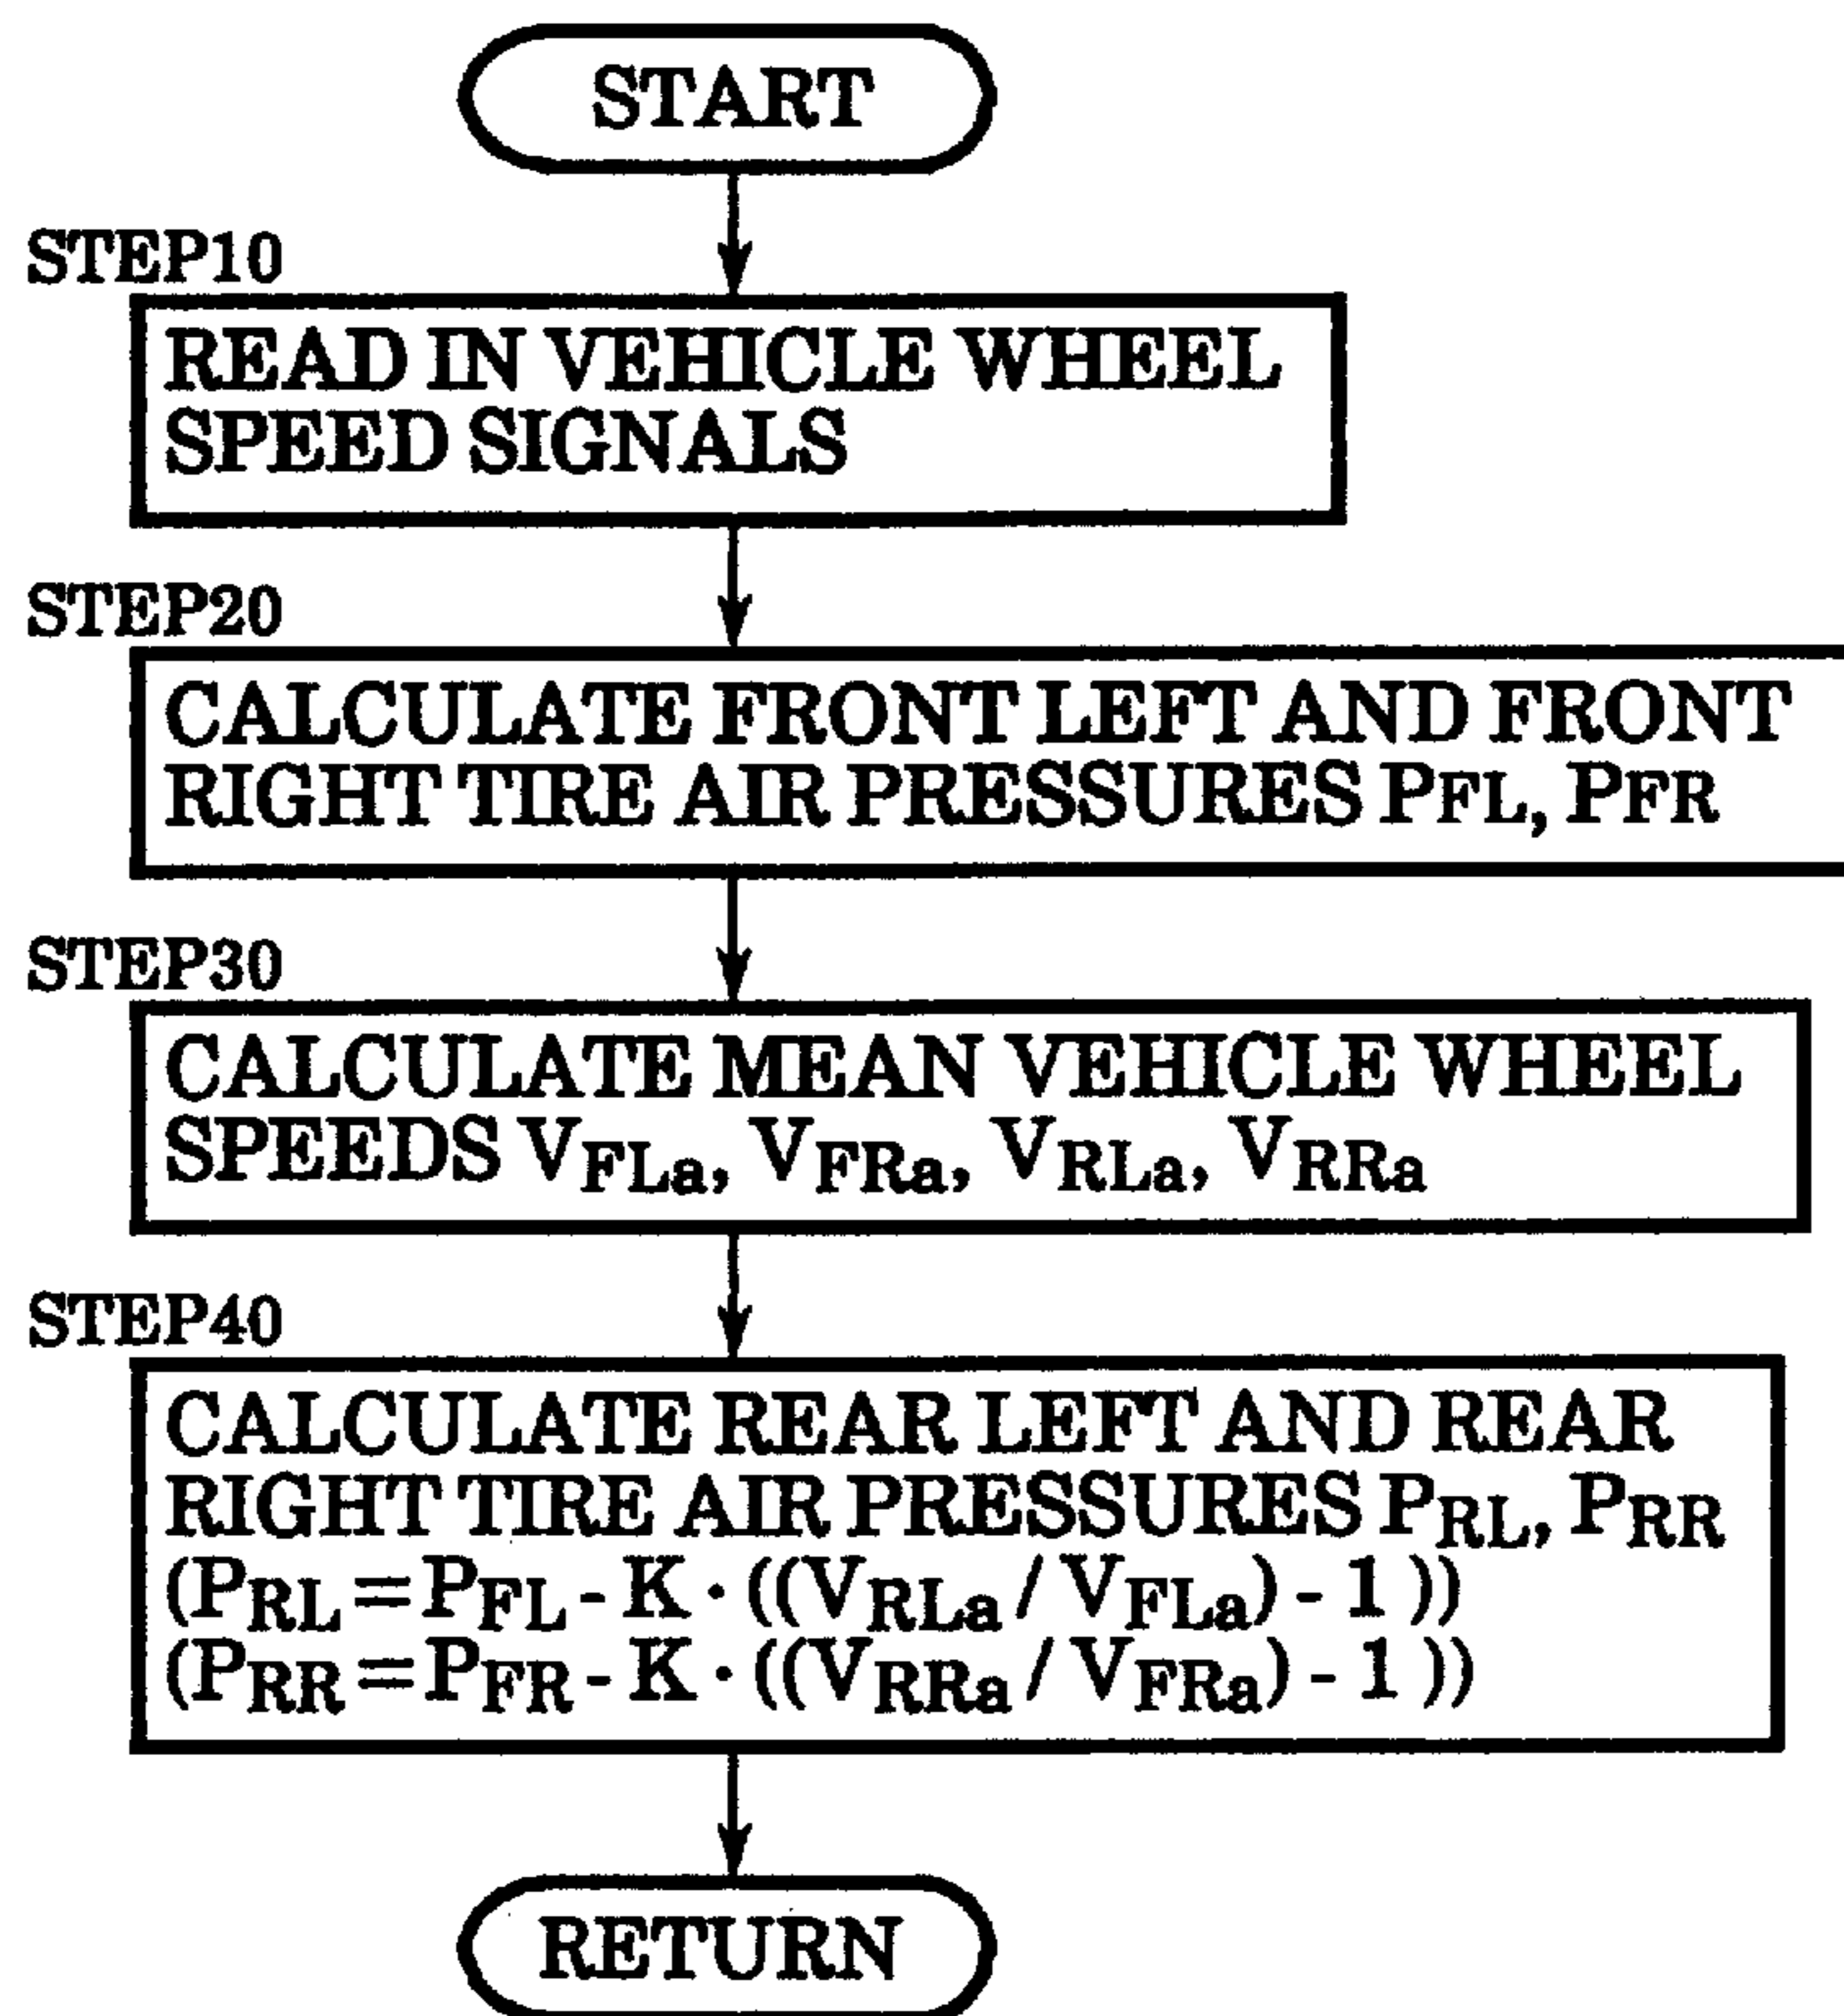 START
STEP10
READ IN VEHICLE WHEEL
SPEED SIGNALS
STEP20
CALCULATE FRONT LEFT AND FRONT
RIGHT TIRE AIR PRESSURES PFL, PFR
STEP30
CALCULATE MEAN VEHICLE WHEEL
SPEEDS VFLa, VFRa, VRLa, VRRa
STEP40
CALCULATE REAR LEFT AND REAR
RIGHT TIRE AIR PRESSURES PRL, PRR
(PRL=PFL-K·((VRLa/VFLa)-1))
(PRR=PFR-K·((VRRa/VFRa)-1))
RETURN